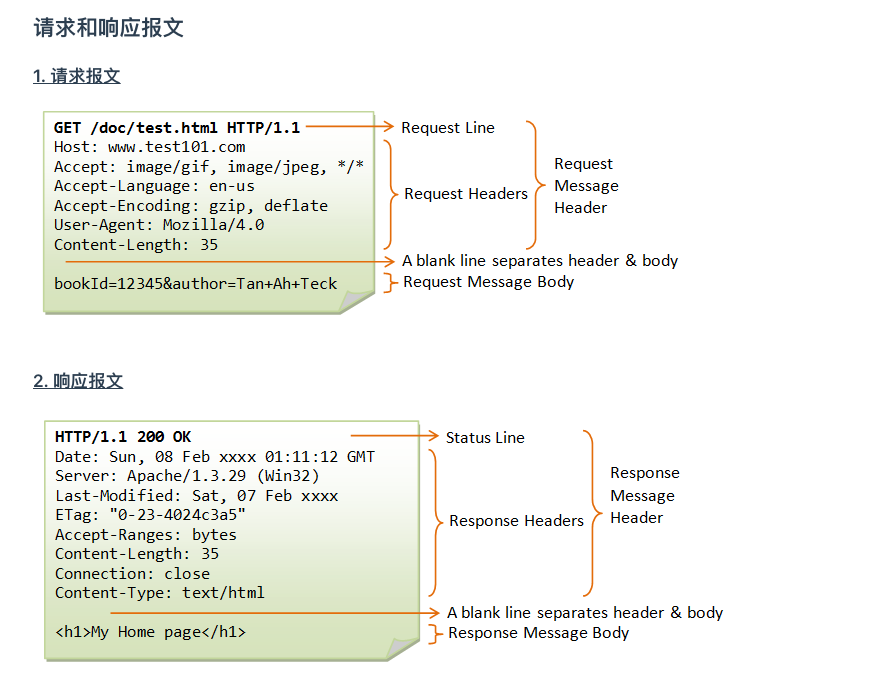 请求和响应报文
1. 请求报文
GET /doc/test.html HTTP/1.1
Request Line
Host: www.test101.com
Accept: image/gif, image/jpeg, */*
Accept-Language: en-us
Accept-Encoding: gzip, deflate
User-Agent: Mozilla/4.0
Content-Length: 35
Request Headers
Request
Message
Header
A blank line separates header & body
bookId=12345&author=Tan+Ah+Teck
Request Message Body
2. 响应报文
HTTP/1.1 200 OK
Status Line
Date: Sun, 08 Feb xxxx 01:11:12 GMT
Server: Apache/1.3.29 (Win32)
Last-Modified: Sat, 07 Feb xxxx
ETag: "0-23-4024c3a5"
Accept-Ranges: bytes
Content-Length: 35
Connection: close
Content-Type: text/html
Response Headers
Response
Message
Header
A blank line separates header & body
<h1>My Home page</h1>
Response Message Body